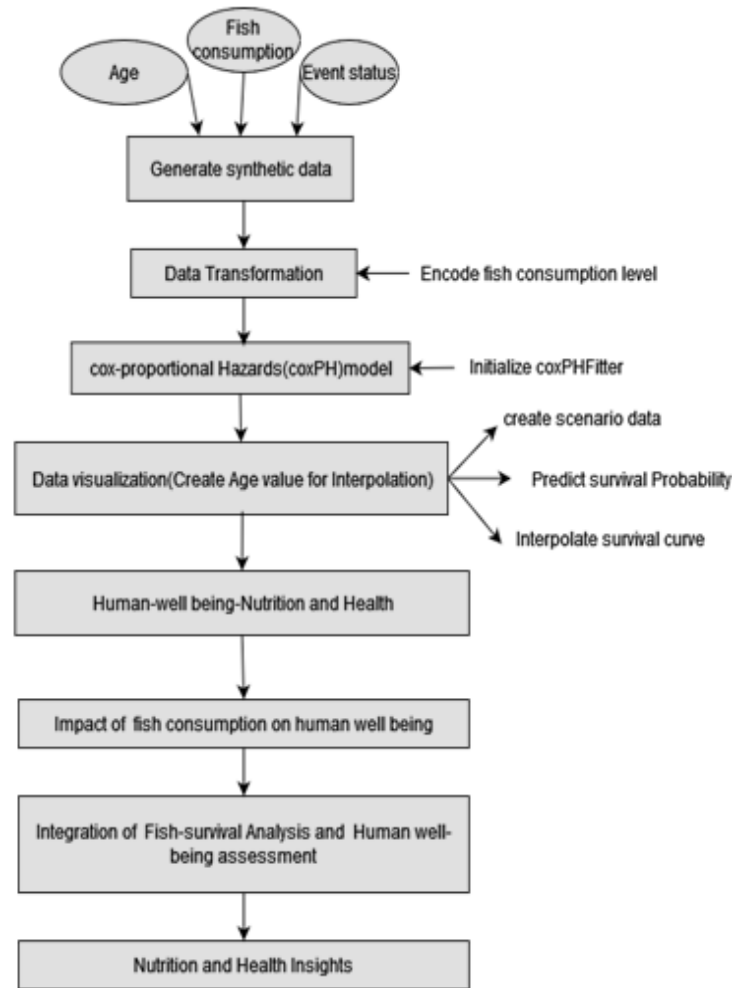 Fish
consumption
Age
Event status
Generate synthetic data
Data Transformation
Encode fish consumption level
cox-proportional Hazards(coxPH)model
Initialize coxPHFitter
create scenario data
Data visualization(Create Age value for Interpolation)
Predict survival Probability
Interpolate survival curve
Human-well being-Nutrition and Health
Impact of fish consumption on human well being
Integration of Fish-survival Analysis and Human well-
being assessment
Nutrition and Health Insights